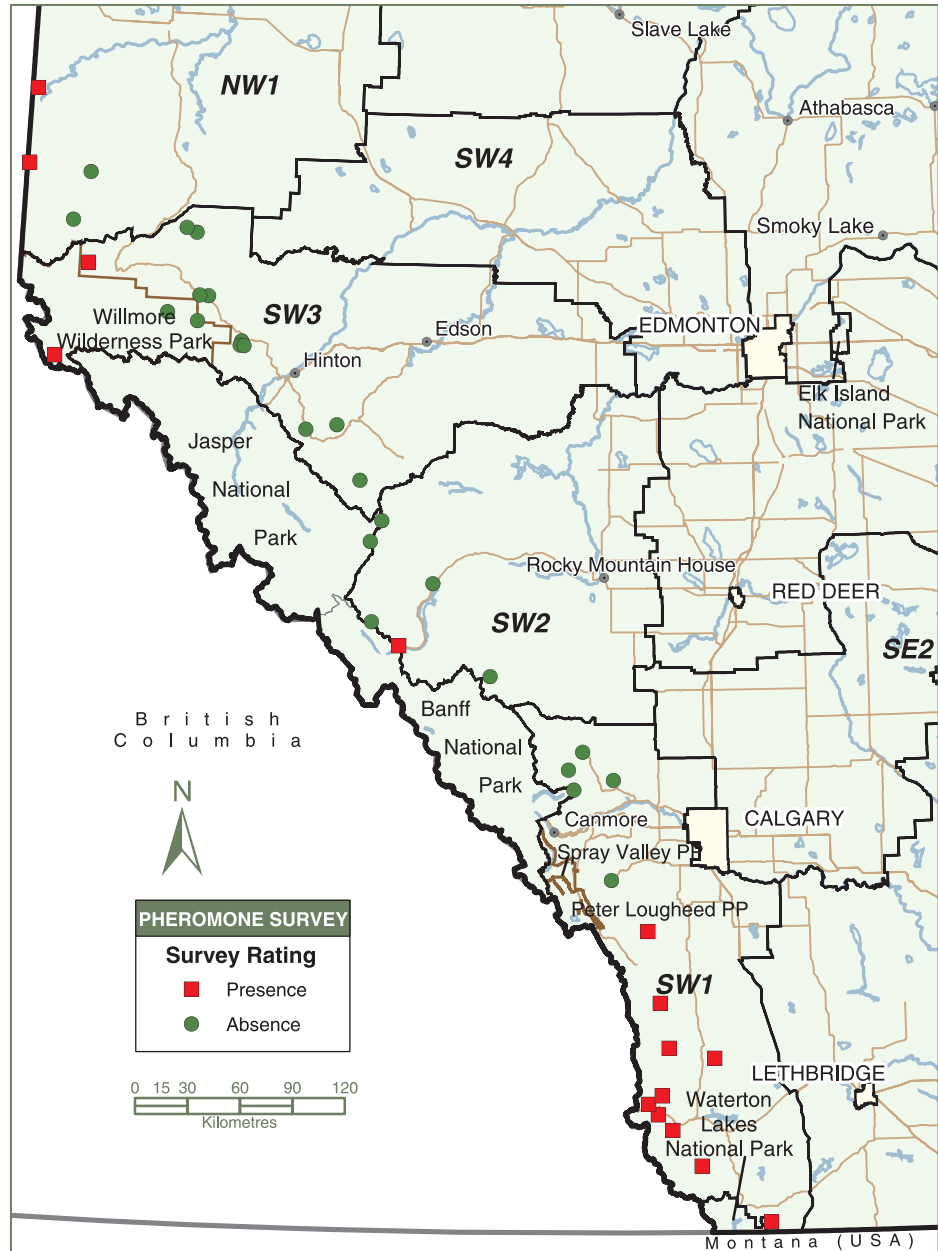 Slave Lake
NW1
Athabasca
SW4
Smoky Lake
Willmore
Wilderness Park
SW3
EDMONTON
Edson
Hinton
Elk Island
National Park
Jasper
National
Park
Rocky Mountain House
RED DEER
SW2
SE2
Banff
National
Park
British
Columbia
N
Canmore
CALGARY
Spray Valley PP
Peter Lougheed PP
PHEROMONE SURVEY
Survey Rating
Presence
Absence
SW1
LETHBRIDGE
Waterton
Lakes
National Park
0 15 30 60 90 120
Kilometres
Montana (USA)